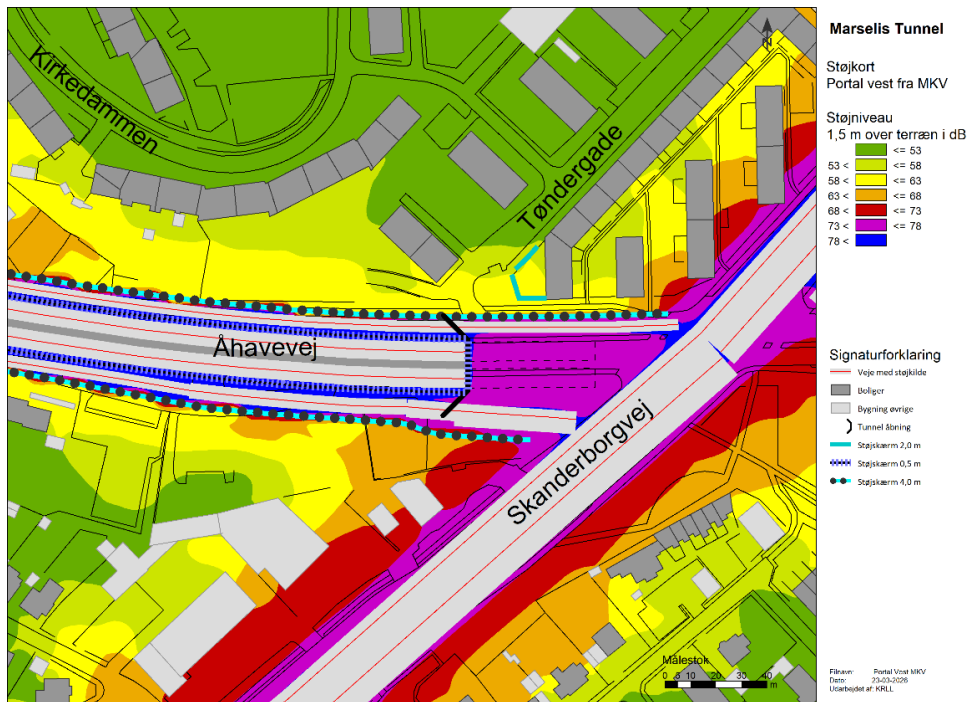 Marselis Tunnel
Støjkort
Portal vest fra MKV
Støjniveau
1,5 m over terræn i dB
<= 53
53 < <= 58
58 < <= 63
63 < <= 68
68 < <= 73
73 < <= 78
78 <
Kirkedammen
Tøndergade
Åhavevej
Skanderborgvej
Signaturforklaring
Veje med støjkilde
Boliger
Bygning øvrige
Tunnel åbning
Støjskærm 2,0 m
Støjskærm 0,5 m
Støjskærm 4,0 m
Målestok
0 5 10 20 30 40
m
Filnavn: Portal Vest MKV
Dato: 23-03-2026
Udarbejdet af: KRLL